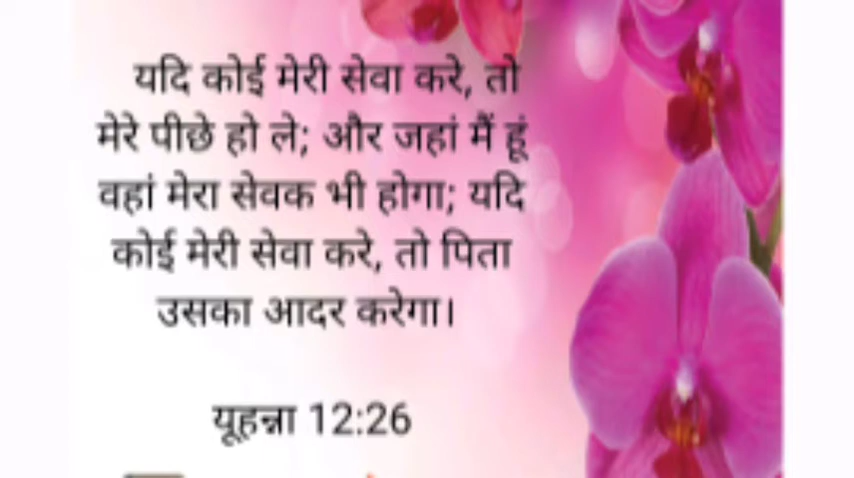 यदि कोई मेरी सेवा करे, तो
मेरे पीछे हो ले; और जहां मैं हूं
वहां मेरा सेवक भी होगा; यदि
कोई मेरी सेवा करे, तो पिता
उसका आदर करेगा।
यूहन्ना 12:26